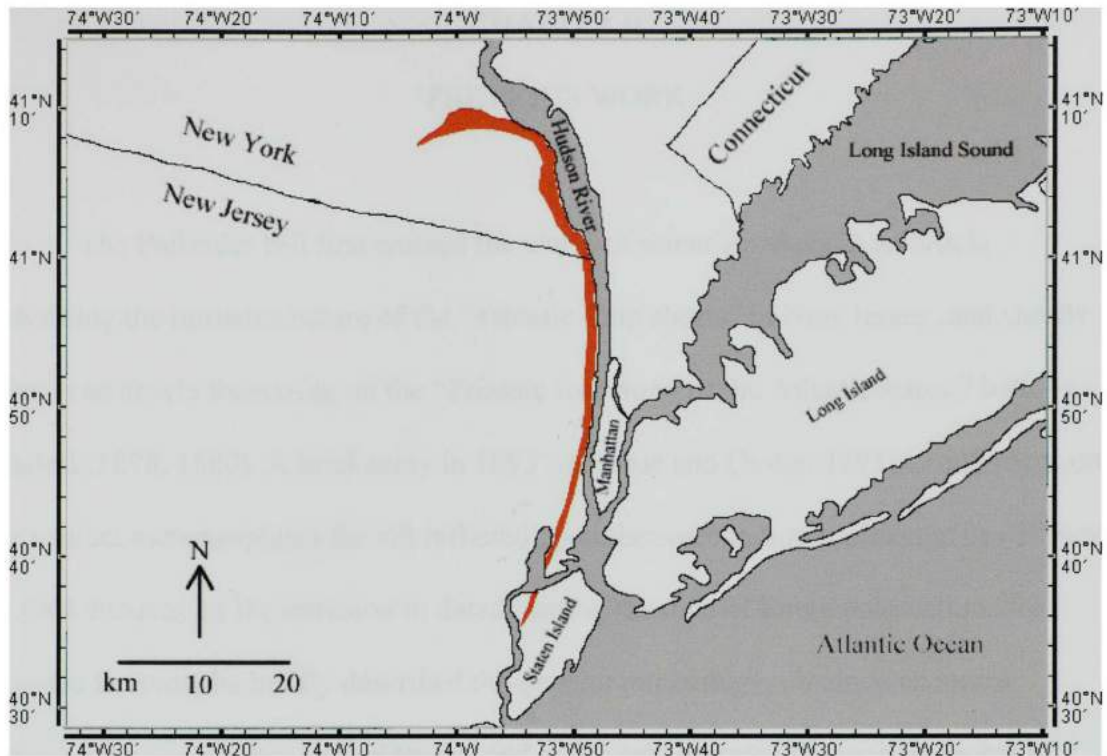 74°W30' 74°W20' 74°W10' 74°W 73°W50' 73°W40' 73°W30' 73°W20' 73°W10'
41°N 10'
41°N
40°N 50'
40°N 40'
40°N 30'
New York
New Jersey
Hudson River
Connecticut
Long Island Sound
Manhattan
Long Island
Staten Island
Atlantic Ocean
N
km 10 20
41°N 10'
41°N
40°N 50'
40°N 40'
40°N 30'
74°W30' 74°W20' 74°W10' 74°W 73°W50' 73°W40' 73°W30' 73°W20' 73°W10'